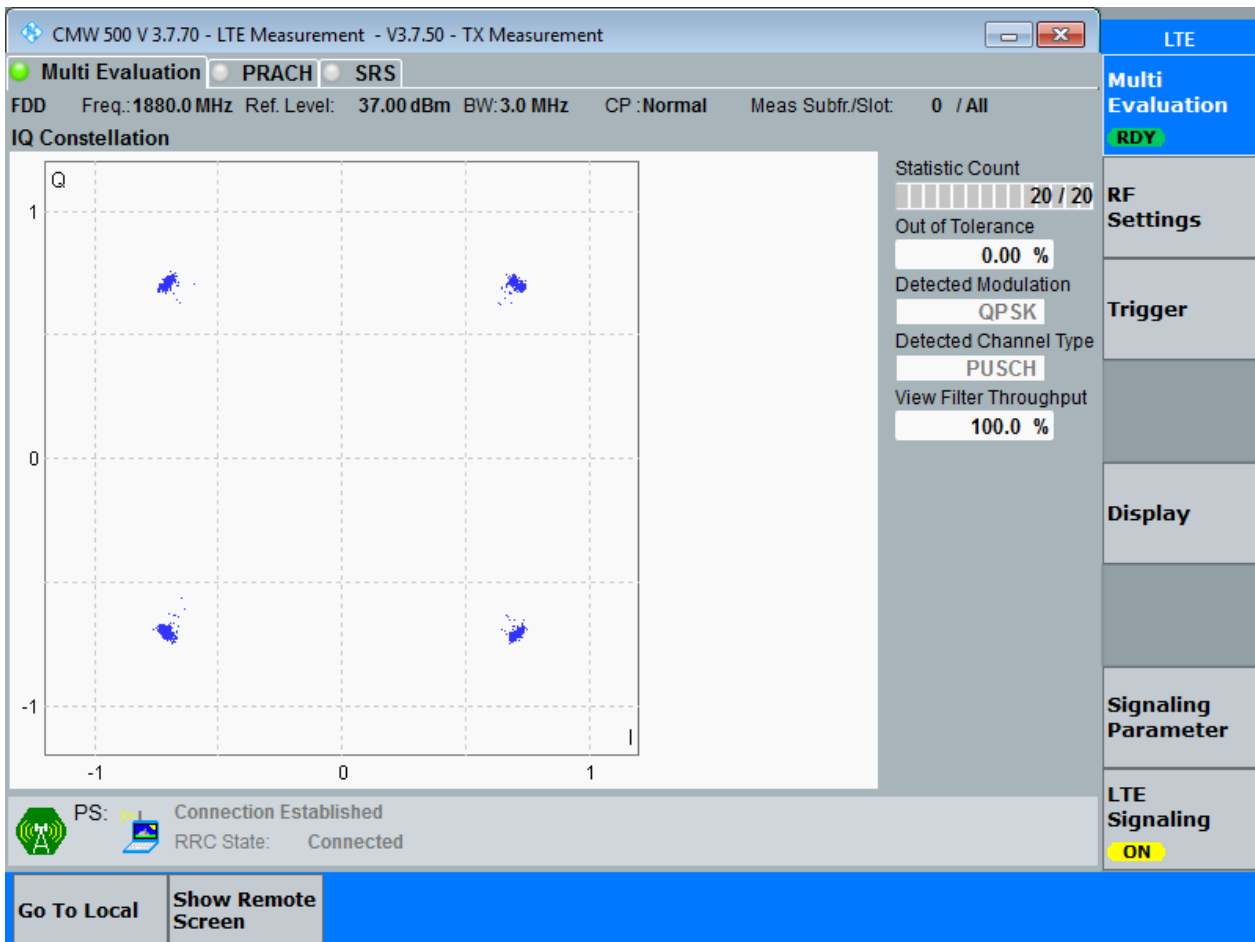 CMW 500 V 3.7.70 - LTE Measurement - V3.7.50 - TX Measurement
LTE
Multi Evaluation PRACH SRS
FDD Freq.: 1880.0 MHz Ref. Level: 37.00 dBm BW: 3.0 MHz CP : Normal Meas Subfr./Slot: 0 / All
IQ Constellation
Q
1
0
-1
I
-1 0 1
Statistic Count
20 / 20
Out of Tolerance
0.00 %
Detected Modulation
QPSK
Detected Channel Type
PUSCH
View Filter Throughput
100.0 %
Multi
Evaluation
RDY
RF
Settings
Trigger
Display
Signaling
Parameter
LTE
Signaling
ON
PS: Connection Established
RRC State: Connected
Go To Local
Show Remote
Screen